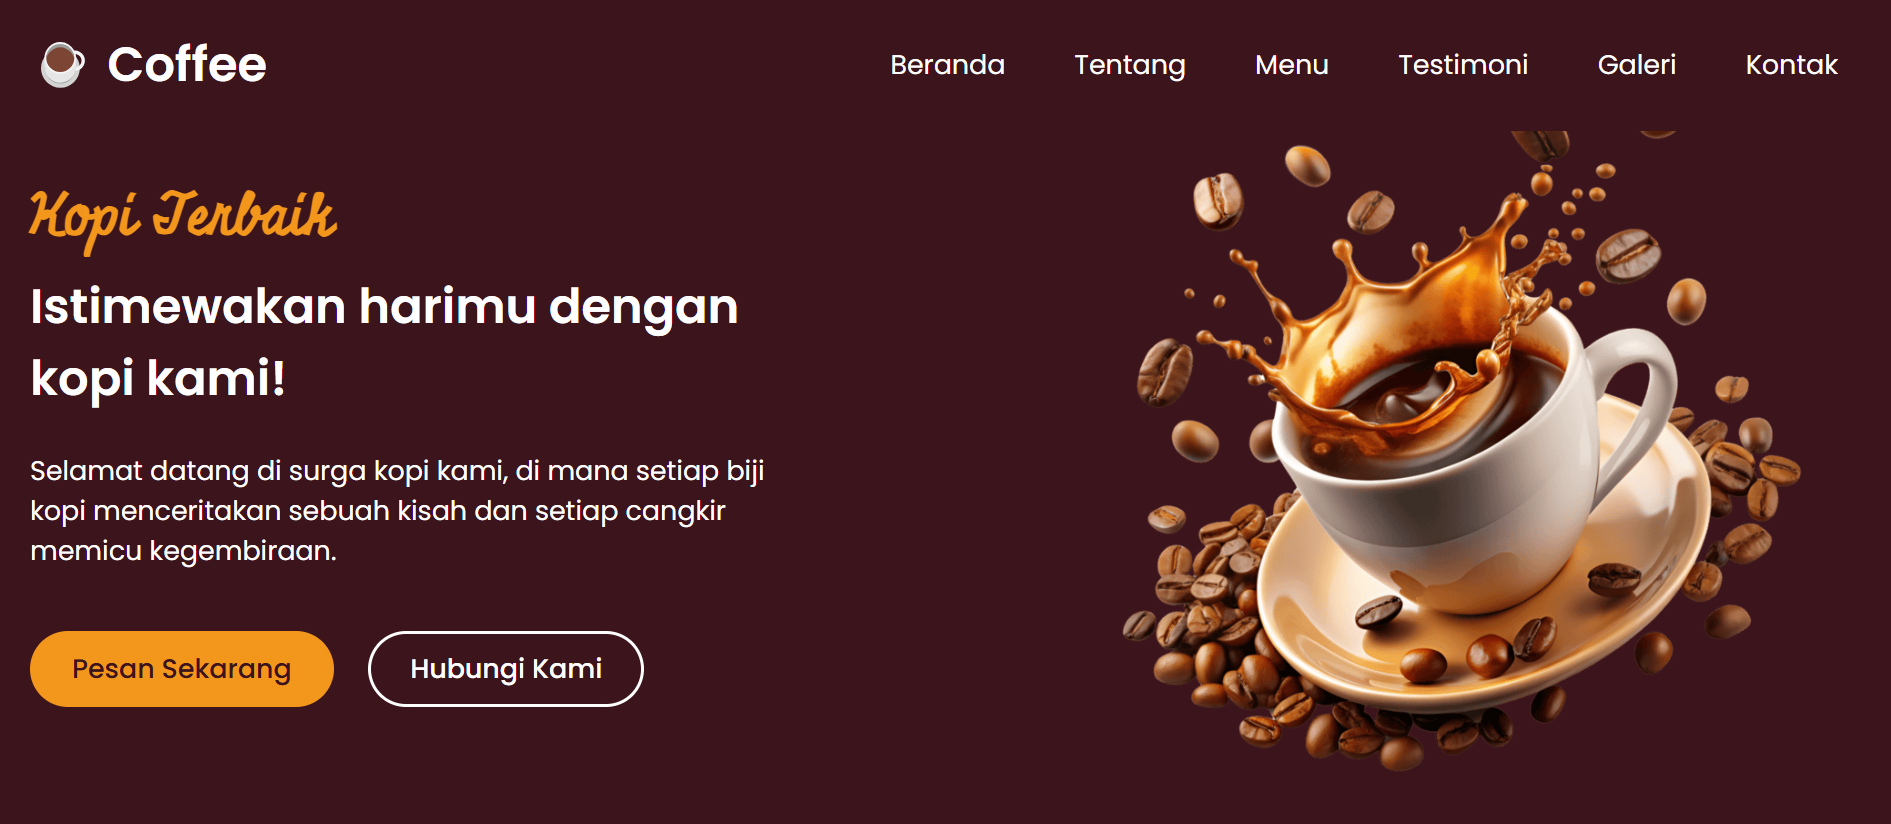 Coffee
Beranda Tentang Menu Testimoni Galeri Kontak
Kopi Terbaik
Istimewakan harimu dengan
kopi kami!
Selamat datang di surga kopi kami, di mana setiap biji
kopi menceritakan sebuah kisah dan setiap cangkir
memicu kegembiraan.
Pesan Sekarang Hubungi Kami